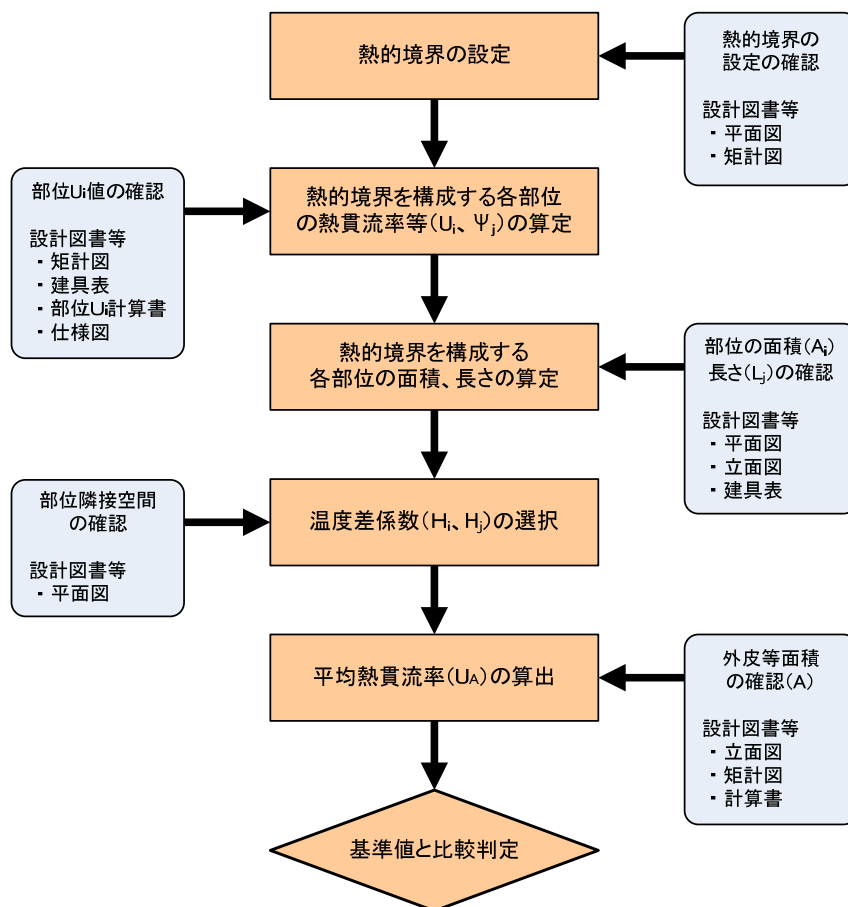 熱的境界の設定
熱的境界の
設定の確認
設計図書等
・平面図
・矩計図
部位Ui値の確認
設計図書等
・矩計図
・建具表
・部位Ui計算書
・仕様図
熱的境界を構成する各部位
の熱貫流率等(Ui、Ψj)の算定
熱的境界を構成する
各部位の面積、長さの算定
部位の面積(Ai)
長さ(Lj)の確認
設計図書等
・平面図
・立面図
・建具表
部位隣接空間
の確認
設計図書等
・平面図
温度差係数(Hi、Hj)の選択
平均熱貫流率(UA)の算出
外皮等面積
の確認(A)
設計図書等
・立面図
・矩計図
・計算書
基準値と比較判定